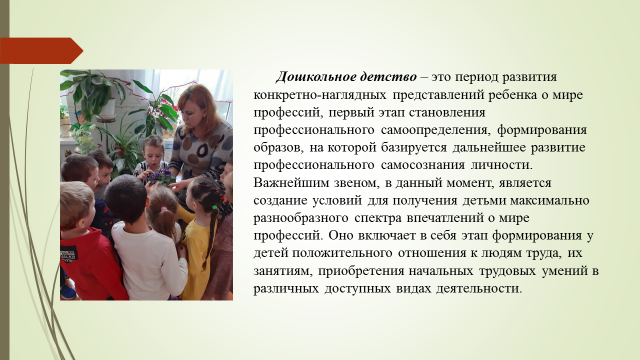 Дошкольное детство – это период развития
конкретно-наглядных представлений ребенка о мире
профессий, первый этап становления
профессионального самоопределения, формирования
образов, на которой базируется дальнейшее развитие
профессионального самосознания личности.
Важнейшим звеном, в данный момент, является
создание условий для получения детьми максимально
разнообразного спектра впечатлений о мире
профессий. Оно включает в себя этап формирования у
детей положительного отношения к людям труда, их
занятиям, приобретения начальных трудовых умений в
различных доступных видах деятельности.